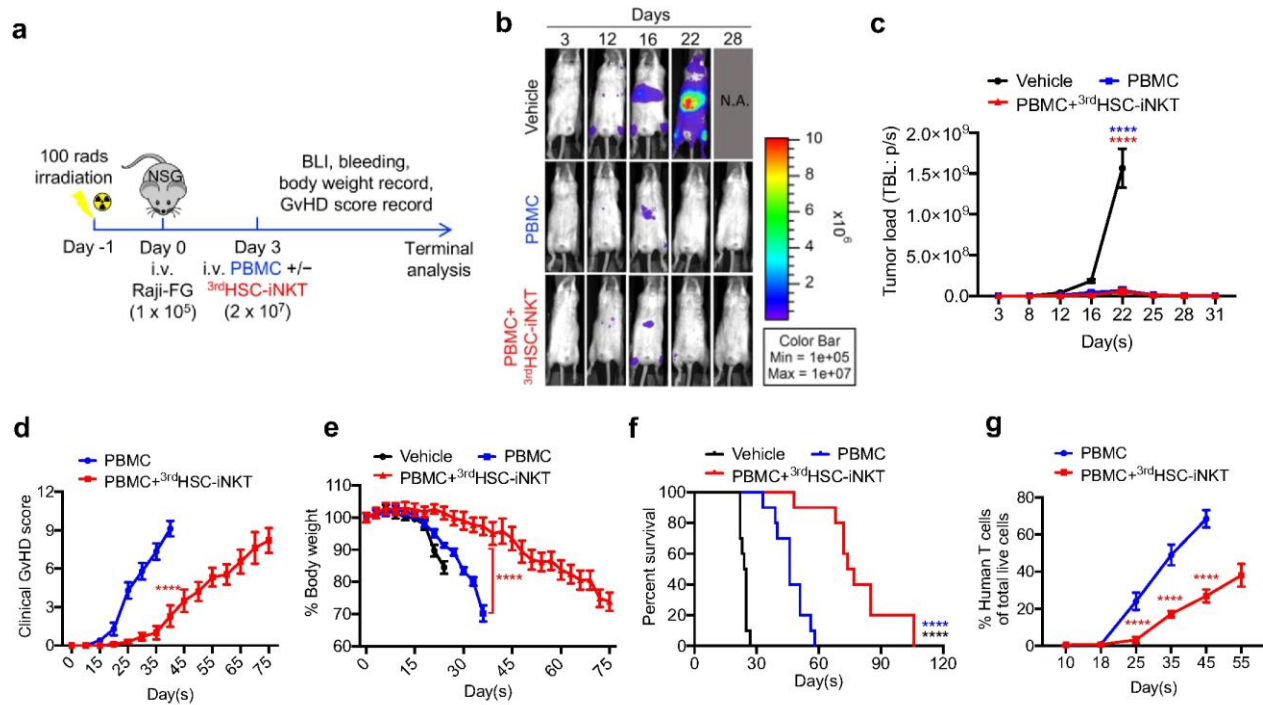 a
100 rads
irradiation
NSG
BLI, bleeding,
body weight record,
GvHD score record
Day -1
Day 0
Day 3
Terminal
analysis
i.v.
Raji-FG
(1 x 10⁵)
i.v. PBMC +/−
³ʳᵈHSC-iNKT
(2 x 10⁷)
b
Days
3 12 16 22 28
Vehicle
N.A.
PBMC
PBMC+
³ʳᵈHSC-iNKT
10
8
6
4
2
x10⁶
Color Bar
Min = 1e+05
Max = 1e+07
c
Vehicle PBMC
PBMC+³ʳᵈHSC-iNKT
Tumor load (TBL: p/s)
2.0×10⁹
1.5×10⁹
1.0×10⁹
5.0×10⁸
0.0
****
****
3 8 12 16 22 25 28 31
Day(s)
d
PBMC
PBMC+³ʳᵈHSC-iNKT
Clinical GvHD score
12
9
6
3
0
****
0 15 25 35 45 55 65 75
Day(s)
e
Vehicle PBMC
PBMC+³ʳᵈHSC-iNKT
% Body weight
110
100
90
80
70
60
****
0 15 30 45 60 75
Day(s)
f
Vehicle PBMC
PBMC+³ʳᵈHSC-iNKT
Percent survival
100
80
60
40
20
0
****
****
0 30 60 90 120
Day(s)
g
PBMC
PBMC+³ʳᵈHSC-iNKT
% Human T cells
of total live cells
80
60
40
20
0
****
****
****
10 18 25 35 45 55
Day(s)